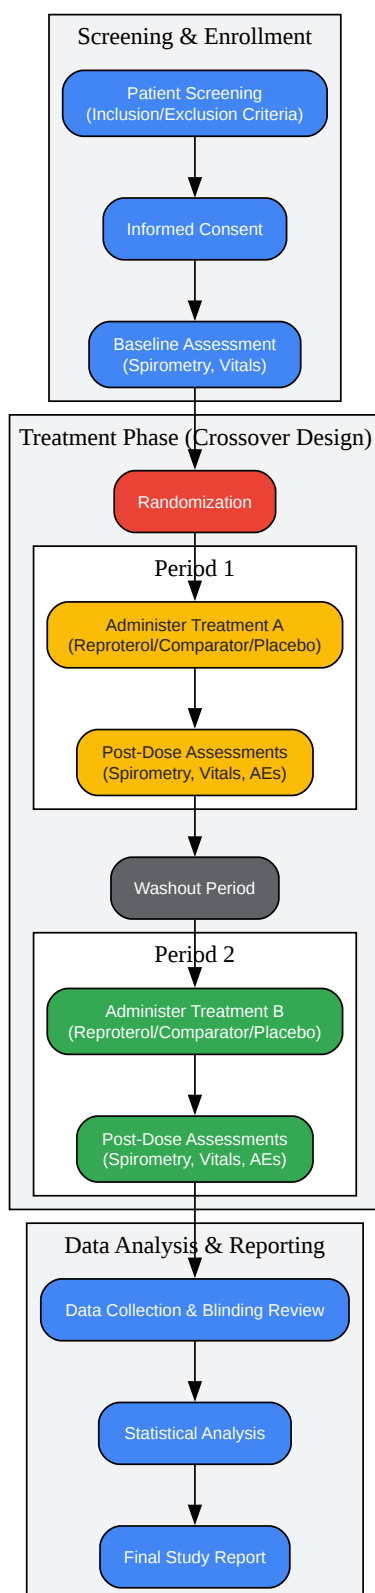 Screening & Enrollment
Patient Screening
(Inclusion/Exclusion Criteria)
Informed Consent
Baseline Assessment
(Spirometry, Vitals)
Treatment Phase (Crossover Design)
Randomization
Period 1
Administer Treatment A
(Reproterol/Comparator/Placebo)
Post-Dose Assessments
(Spirometry, Vitals, AEs)
Washout Period
Period 2
Administer Treatment B
(Reproterol/Comparator/Placebo)
Post-Dose Assessments
(Spirometry, Vitals, AEs)
Data Analysis & Reporting
Data Collection & Blinding Review
Statistical Analysis
Final Study Report